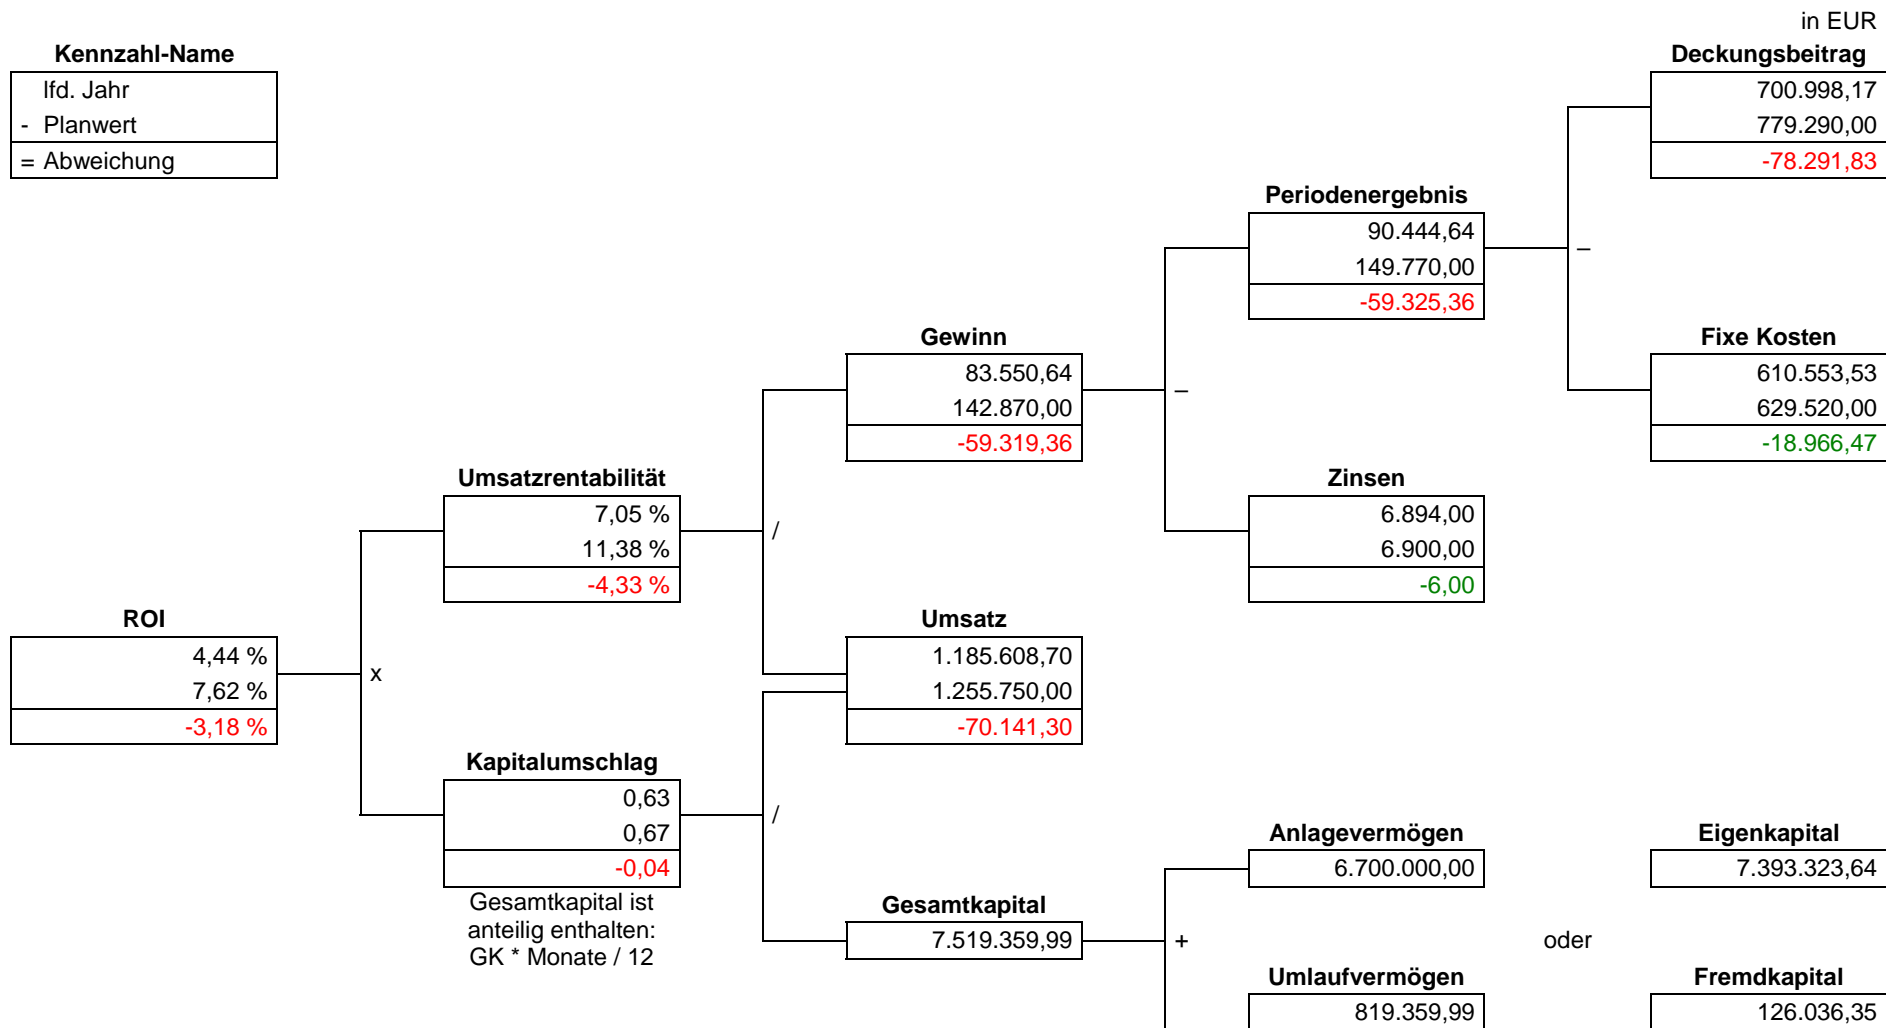 in EUR
Kennzahl-Name
lfd. Jahr
- Planwert
= Abweichung
Deckungsbeitrag
700.998,17
779.290,00
-78.291,83
Periodenergebnis
90.444,64
149.770,00
-59.325,36
–
Gewinn
83.550,64
142.870,00
-59.319,36
–
Fixe Kosten
610.553,53
629.520,00
-18.966,47
Umsatzrentabilität
7,05 %
11,38 %
-4,33 %
/
Zinsen
6.894,00
6.900,00
-6,00
ROI
4,44 %
7,62 %
-3,18 %
x
Umsatz
1.185.608,70
1.255.750,00
-70.141,30
Kapitalumschlag
0,63
0,67
-0,04
/
Gesamtkapital ist
anteilig enthalten:
GK * Monate / 12
Gesamtkapital
7.519.359,99
+
Anlagevermögen
6.700.000,00
Eigenkapital
7.393.323,64
oder
Umlaufvermögen
819.359,99
Fremdkapital
126.036,35